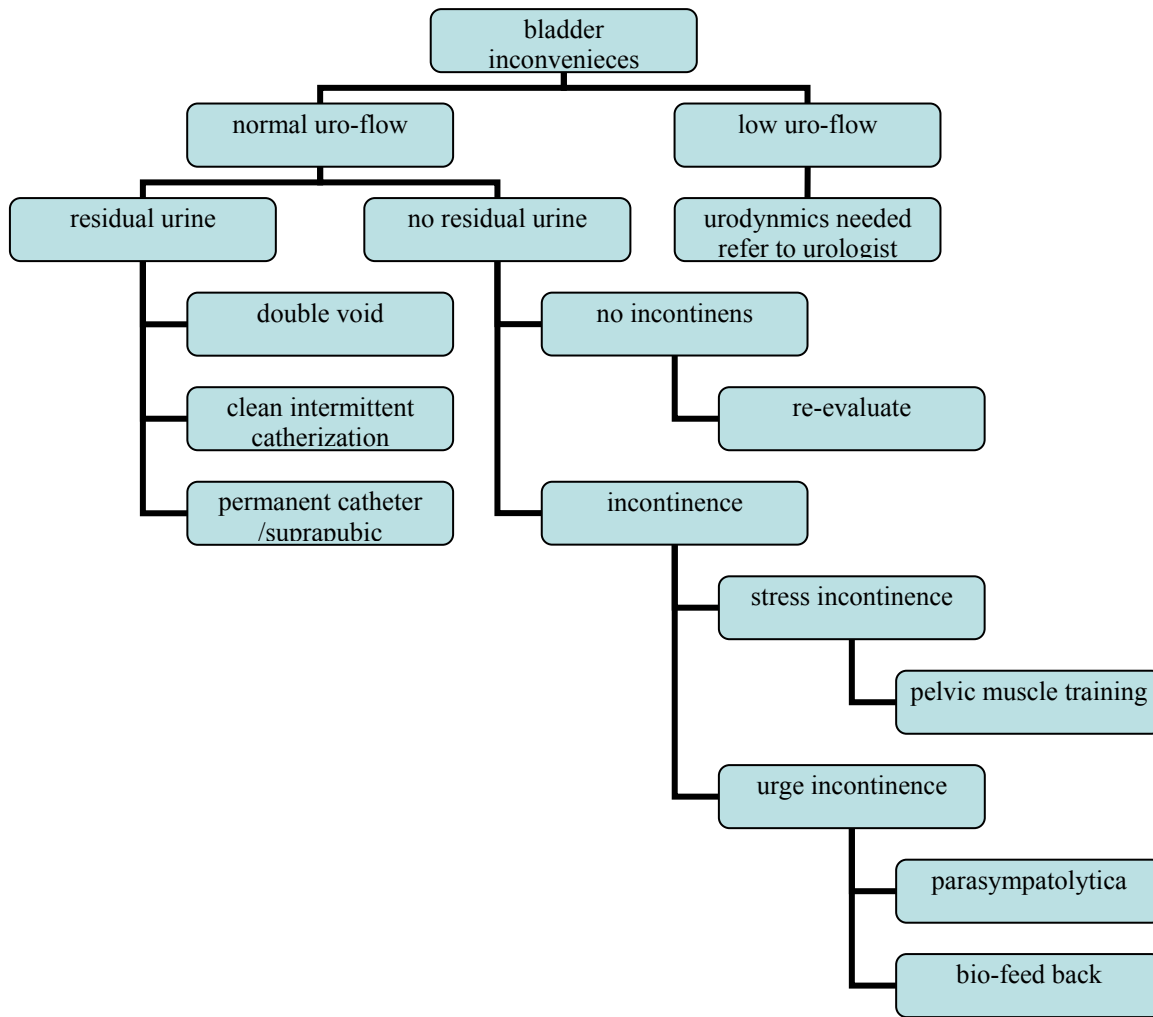 bladder
inconvenieces
normal uro-flow
low uro-flow
residual urine
no residual urine
urodynmics needed
refer to urologist
double void
no incontinens
clean intermittent
catherization
re-evaluate
permanent catheter
/suprapubic
incontinence
stress incontinence
pelvic muscle training
urge incontinence
parasympatolytica
bio-feed back